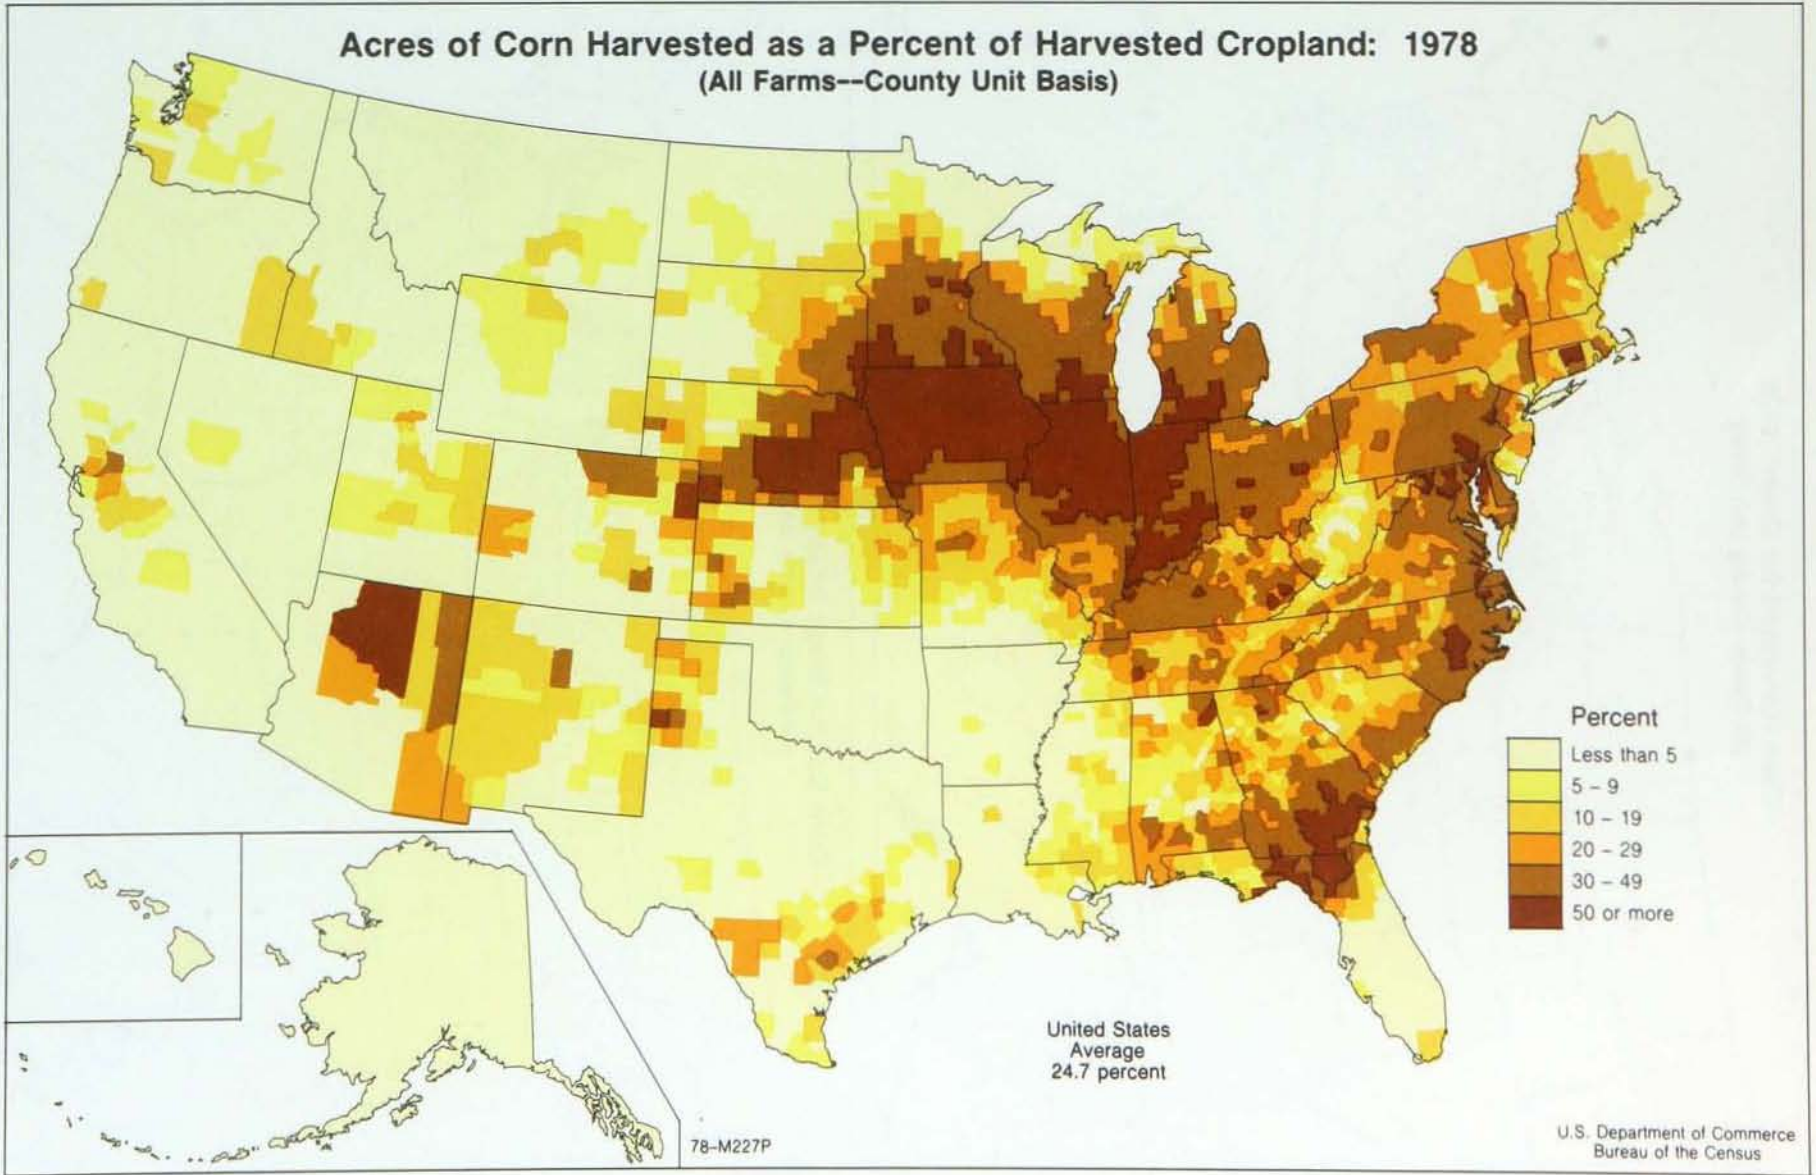 Acres of Corn Harvested as a Percent of Harvested Cropland: 1978
(All Farms--County Unit Basis)
Percent
Less than 5
5 – 9
10 – 19
20 – 29
30 – 49
50 or more
United States
Average
24.7 percent
78-M227P
U.S. Department of Commerce
Bureau of the Census